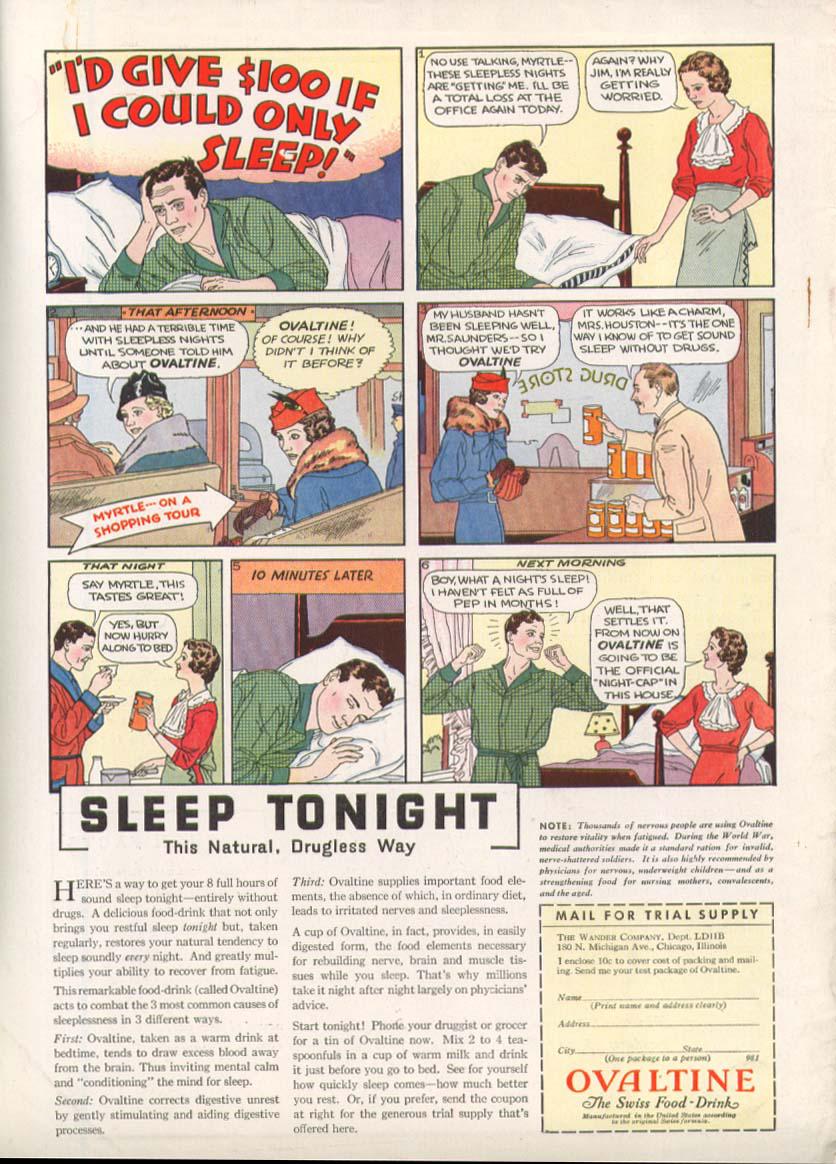 "I'D GIVE $100 IF
I COULD ONLY
SLEEP!"
1
NO USE TALKING, MYRTLE--
THESE SLEEPLESS NIGHTS
ARE "GETTING" ME. I'LL BE
A TOTAL LOSS AT THE
OFFICE AGAIN TODAY.
AGAIN? WHY
JIM, I'M REALLY
GETTING
WORRIED.
2
THAT AFTERNOON
...AND HE HAD A TERRIBLE TIME
WITH SLEEPLESS NIGHTS
UNTIL SOMEONE TOLD HIM
ABOUT OVALTINE.
OVALTINE!
OF COURSE! WHY
DIDN'T I THINK OF
IT BEFORE?
MYRTLE--- ON A
SHOPPING TOUR
3
MY HUSBAND HASN'T
BEEN SLEEPING WELL,
MR. SAUNDERS--SO I
THOUGHT WE'D TRY
OVALTINE
IT WORKS LIKE A CHARM,
MRS. HOUSTON--IT'S THE ONE
WAY I KNOW OF TO GET SOUND
SLEEP WITHOUT DRUGS.
DRUG STORE
THAT NIGHT
SAY MYRTLE, THIS
TASTES GREAT!
YES, BUT
NOW HURRY
ALONG TO BED
5
10 MINUTES LATER
6
NEXT MORNING
BOY, WHAT A NIGHT'S SLEEP!
I HAVEN'T FELT AS FULL OF
PEP IN MONTHS!
WELL, THAT
SETTLES IT.
FROM NOW ON
OVALTINE IS
GOING TO BE
THE OFFICIAL
"NIGHT-CAP" IN
THIS HOUSE.
SLEEP TONIGHT
This Natural, Drugless Way
HERE'S a way to get your 8 full hours of
sound sleep tonight—entirely without
drugs. A delicious food-drink that not only
brings you restful sleep tonight but, taken
regularly, restores your natural tendency to
sleep soundly every night. And greatly mul-
tiplies your ability to recover from fatigue.
This remarkable food-drink (called Ovaltine)
acts to combat the 3 most common causes of
sleeplessness in 3 different ways.
First: Ovaltine, taken as a warm drink at
bedtime, tends to draw excess blood away
from the brain. Thus inviting mental calm
and "conditioning" the mind for sleep.
Second: Ovaltine corrects digestive unrest
by gently stimulating and aiding digestive
processes.
Third: Ovaltine supplies important food ele-
ments, the absence of which, in ordinary diet,
leads to irritated nerves and sleeplessness.
A cup of Ovaltine, in fact, provides, in easily
digested form, the food elements necessary
for rebuilding nerve, brain and muscle tis-
sues while you sleep. That's why millions
take it night after night largely on physicians'
advice.
Start tonight! Phone your druggist or grocer
for a tin of Ovaltine now. Mix 2 to 4 tea-
spoonfuls in a cup of warm milk and drink
it just before you go to bed. See for yourself
how quickly sleep comes—how much better
you rest. Or, if you prefer, send the coupon
at right for the generous trial supply that's
offered here.
NOTE: Thousands of nervous people are using Ovaltine
to restore vitality when fatigued. During the World War,
medical authorities made it a standard ration for invalid,
nerve-shattered soldiers. It is also highly recommended by
physicians for nervous, underweight children—and as a
strengthening food for nursing mothers, convalescents,
and the aged.
MAIL FOR TRIAL SUPPLY
THE WANDER COMPANY, Dept. LD11B
180 N. Michigan Ave., Chicago, Illinois
I enclose 10c to cover cost of packing and mail-
ing. Send me your test package of Ovaltine.
Name
(Print name and address clearly)
Address
City State
(One package to a person) 981
OVALTINE
The Swiss Food-Drink
Manufactured in the United States according
to the original Swiss formula.